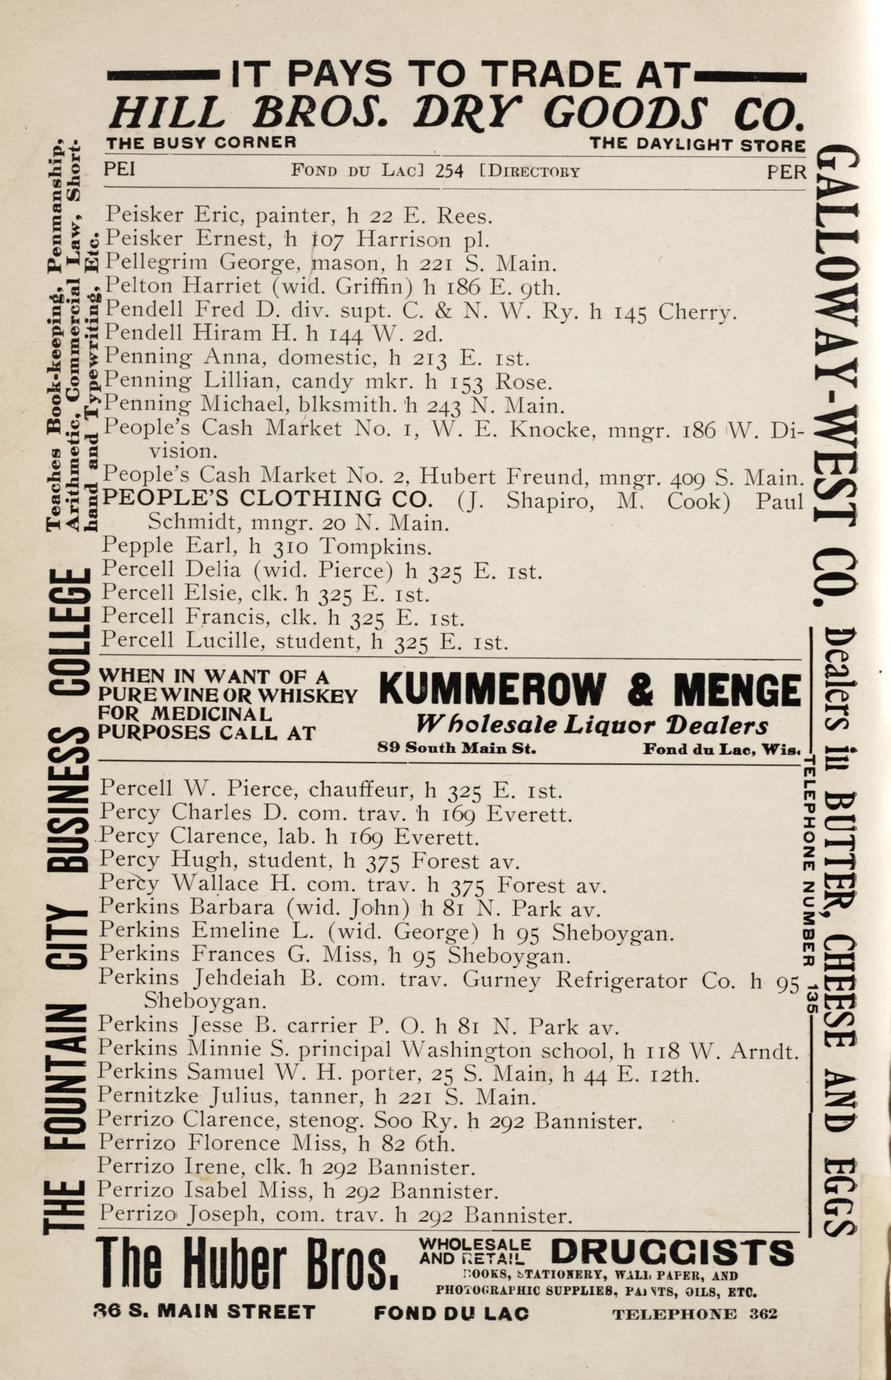 IT PAYS TO TRADE AT
HILL BROS. DRY GOODS CO.
THE BUSY CORNER THE DAYLIGHT STORE
PEI FOND DU LAC] 254 [DIRECTORY PER
Peisker Eric, painter, h 22 E. Rees.
Peisker Ernest, h 107 Harrison pl.
Pellegrim George, mason, h 221 S. Main.
Pelton Harriet (wid. Griffin) h 186 E. 9th.
Pendell Fred D. div. supt. C. & N. W. Ry. h 145 Cherry.
Pendell Hiram H. h 144 W. 2d.
Penning Anna, domestic, h 213 E. 1st.
Penning Lillian, candy mkr. h 153 Rose.
Penning Michael, blksmith. h 243 N. Main.
People's Cash Market No. 1, W. E. Knocke, mngr. 186 W. Di-
vision.
People's Cash Market No. 2, Hubert Freund, mngr. 409 S. Main.
PEOPLE'S CLOTHING CO. (J. Shapiro, M. Cook) Paul
Schmidt, mngr. 20 N. Main.
Pepple Earl, h 310 Tompkins.
Percell Delia (wid. Pierce) h 325 E. 1st.
Percell Elsie, clk. h 325 E. 1st.
Percell Francis, clk. h 325 E. 1st.
Percell Lucille, student, h 325 E. 1st.
WHEN IN WANT OF A
PURE WINE OR WHISKEY
FOR MEDICINAL
PURPOSES CALL AT
KUMMEROW & MENGE
Wholesale Liquor Dealers
89 South Main St. Fond du Lac, Wis.
Percell W. Pierce, chauffeur, h 325 E. 1st.
Percy Charles D. com. trav. h 169 Everett.
Percy Clarence, lab. h 169 Everett.
Percy Hugh, student, h 375 Forest av.
Percy Wallace H. com. trav. h 375 Forest av.
Perkins Barbara (wid. John) h 81 N. Park av.
Perkins Emeline L. (wid. George) h 95 Sheboygan.
Perkins Frances G. Miss, h 95 Sheboygan.
Perkins Jehdeiah B. com. trav. Gurney Refrigerator Co. h 95
Sheboygan.
Perkins Jesse B. carrier P. O. h 81 N. Park av.
Perkins Minnie S. principal Washington school, h 118 W. Arndt.
Perkins Samuel W. H. porter, 25 S. Main, h 44 E. 12th.
Pernitzke Julius, tanner, h 221 S. Main.
Perrizo Clarence, stenog. Soo Ry. h 292 Bannister.
Perrizo Florence Miss, h 82 6th.
Perrizo Irene, clk. h 292 Bannister.
Perrizo Isabel Miss, h 292 Bannister.
Perrizo Joseph, com. trav. h 292 Bannister.
The Huber Bros.
WHOLESALE
AND RETAIL DRUGGISTS
BOOKS, STATIONERY, WALL PAPER, AND
PHOTOGRAPHIC SUPPLIES, PAINTS, OILS, ETC.
36 S. MAIN STREET FOND DU LAC TELEPHONE 362
THE FOUNTAIN CITY BUSINESS COLLEGE
Teaches Book-keeping, Penmanship,
Arithmetic, Commercial Law, Short-
hand and Typewriting, Etc.
GALLOWAY-WEST CO. Dealers in BUTTER, CHEESE AND EGGS
TELEPHONE NUMBER 135